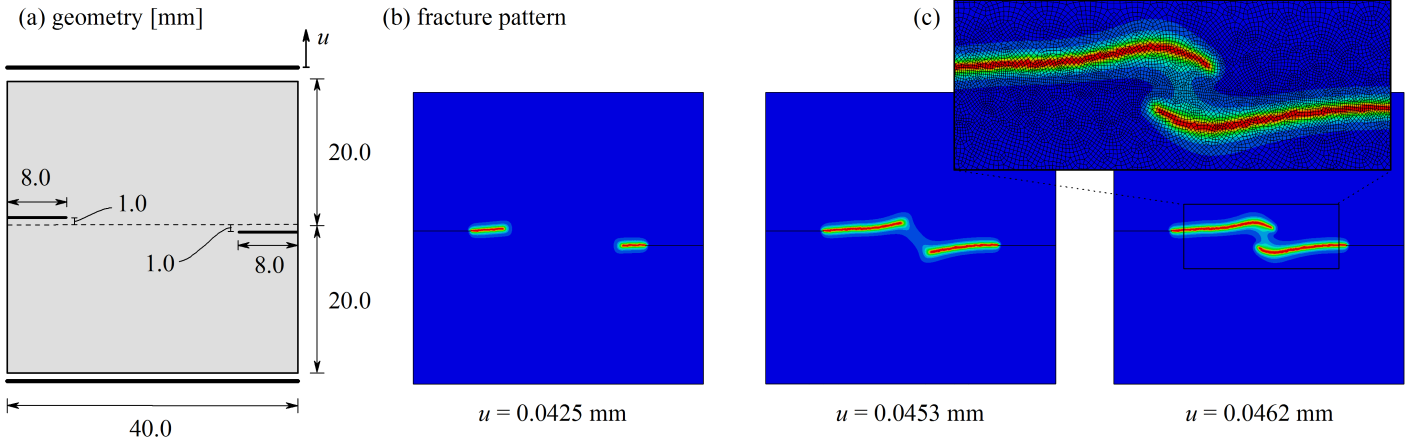 (a) geometry [mm]
u
20.0
8.0
1.0
1.0
8.0
20.0
40.0
(b) fracture pattern
u = 0.0425 mm
u = 0.0453 mm
(c)
u = 0.0462 mm